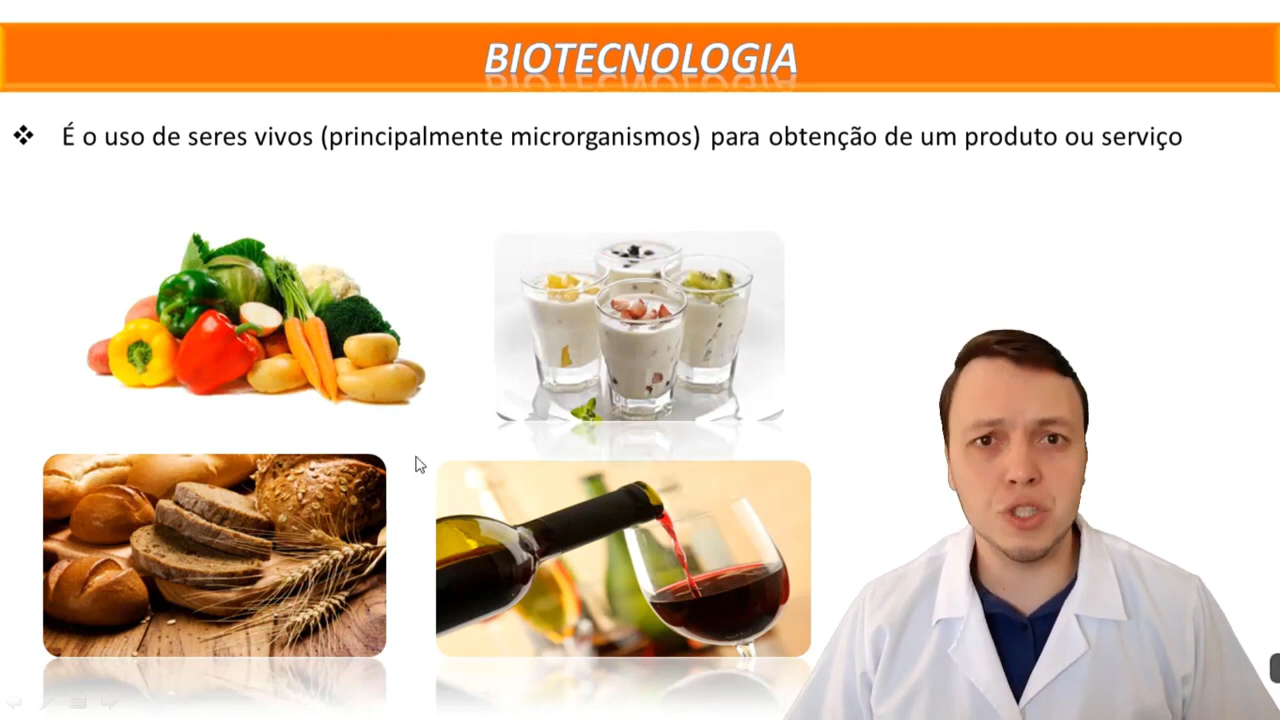 BIOTECNOLOGIA
É o uso de seres vivos (principalmente microrganismos) para obtenção de um produto ou serviço